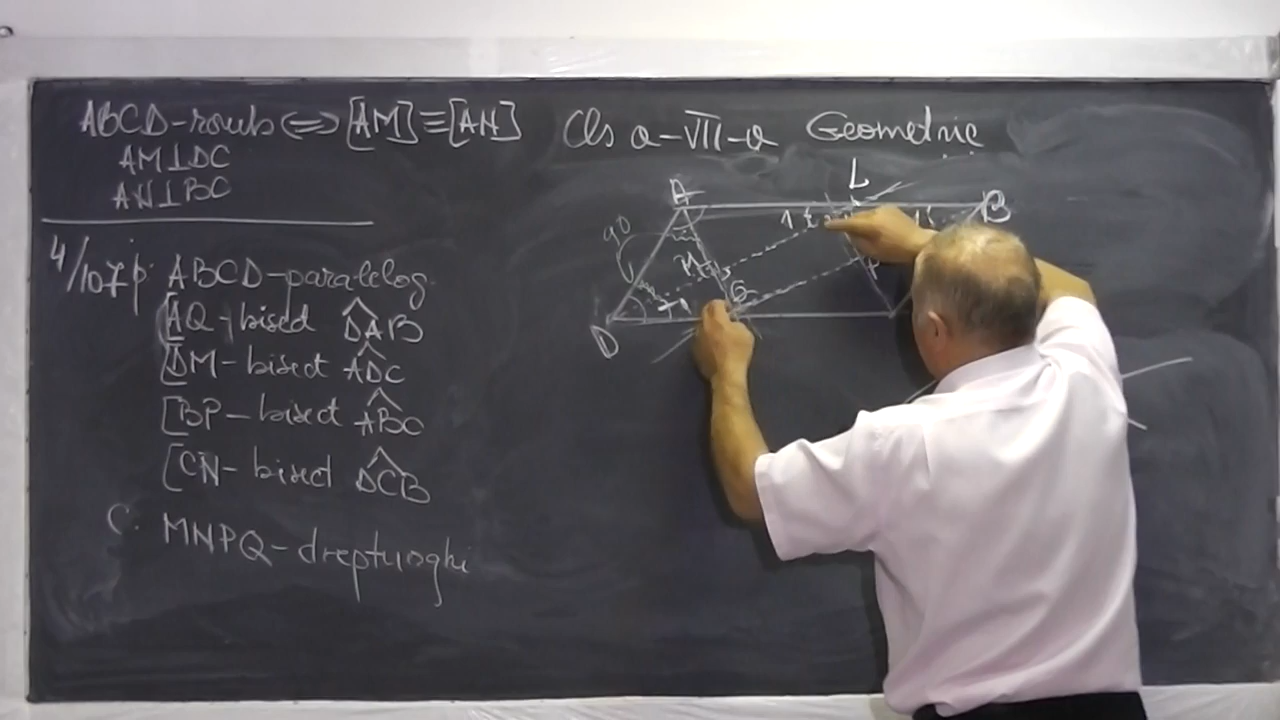 ABCD-romb ⇔ [AM]≡[AN]
AM⊥DC
AN⊥BC
Cls a-VII-a Geometrie
4/107p: ABCD-paralelog.
[AQ-bisect DAB
[DM-bisect ADC
[BP-bisect ABC
[CN-bisect DCB
C: MNPQ-dreptunghi
A
L
B
90
M
Q
P
D